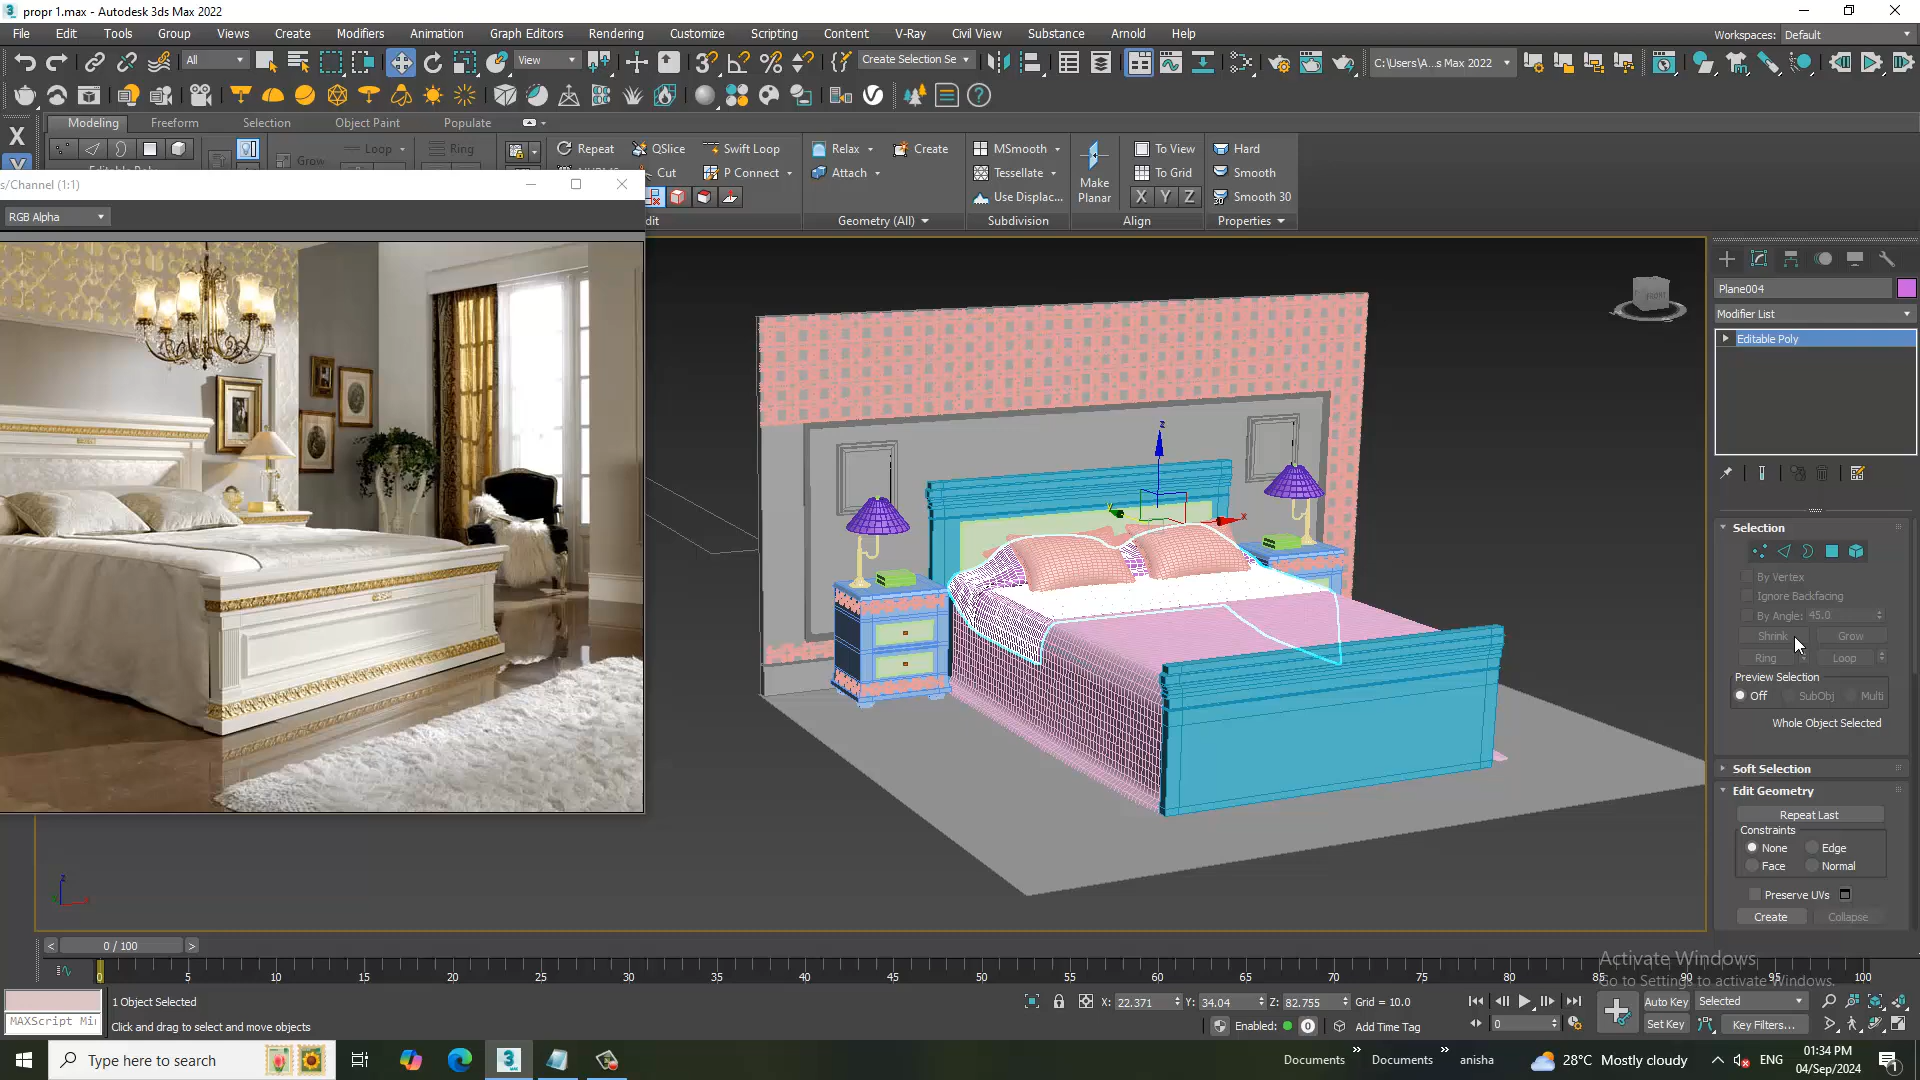 propr 1.max - Autodesk 3ds Max 2022
File Edit Tools Group Views Create Modifiers Animation Graph Editors Rendering Customize Scripting Content V-Ray Civil View Substance Arnold Help
Workspaces: Default
All
View
Create Selection Se
C:\Users\A...s Max 2022
Modeling Freeform Selection Object Paint Populate
X
Loop Ring
Grow
Repeat QSlice Swift Loop
Cut P Connect
Relax Create
Attach
MSmooth
Tessellate
Use Displac...
Make
Planar
To View
To Grid
X Y Z
Hard
Smooth
Smooth 30
dit
Geometry (All)
Subdivision
Align
Properties
s/Channel (1:1)
RGB Alpha
FRONT
z
x
y
Plane004
Modifier List
Editable Poly
Selection
By Vertex
Ignore Backfacing
By Angle: 45.0
Shrink Grow
Ring Loop
Preview Selection
Off SubObj Multi
Whole Object Selected
Soft Selection
Edit Geometry
Repeat Last
Constraints
None Edge
Face Normal
Preserve UVs
Create Collapse
< 0 / 100 >
0 5 10 15 20 25 30 35 40 45 50 55 60 65 70 75 80 85 90 95 100
Activate Windows
Go to Settings to activate Windows.
1 Object Selected
MAXScript Mi
Click and drag to select and move objects
X: 22.371 Y: 34.04 Z: 82.755 Grid = 10.0
Enabled: 0 Add Time Tag
0
Auto Key Selected
Set Key Key Filters...
Type here to search
3
Documents » Documents » anisha
28°C Mostly cloudy
ENG
01:34 PM
04/Sep/2024
1